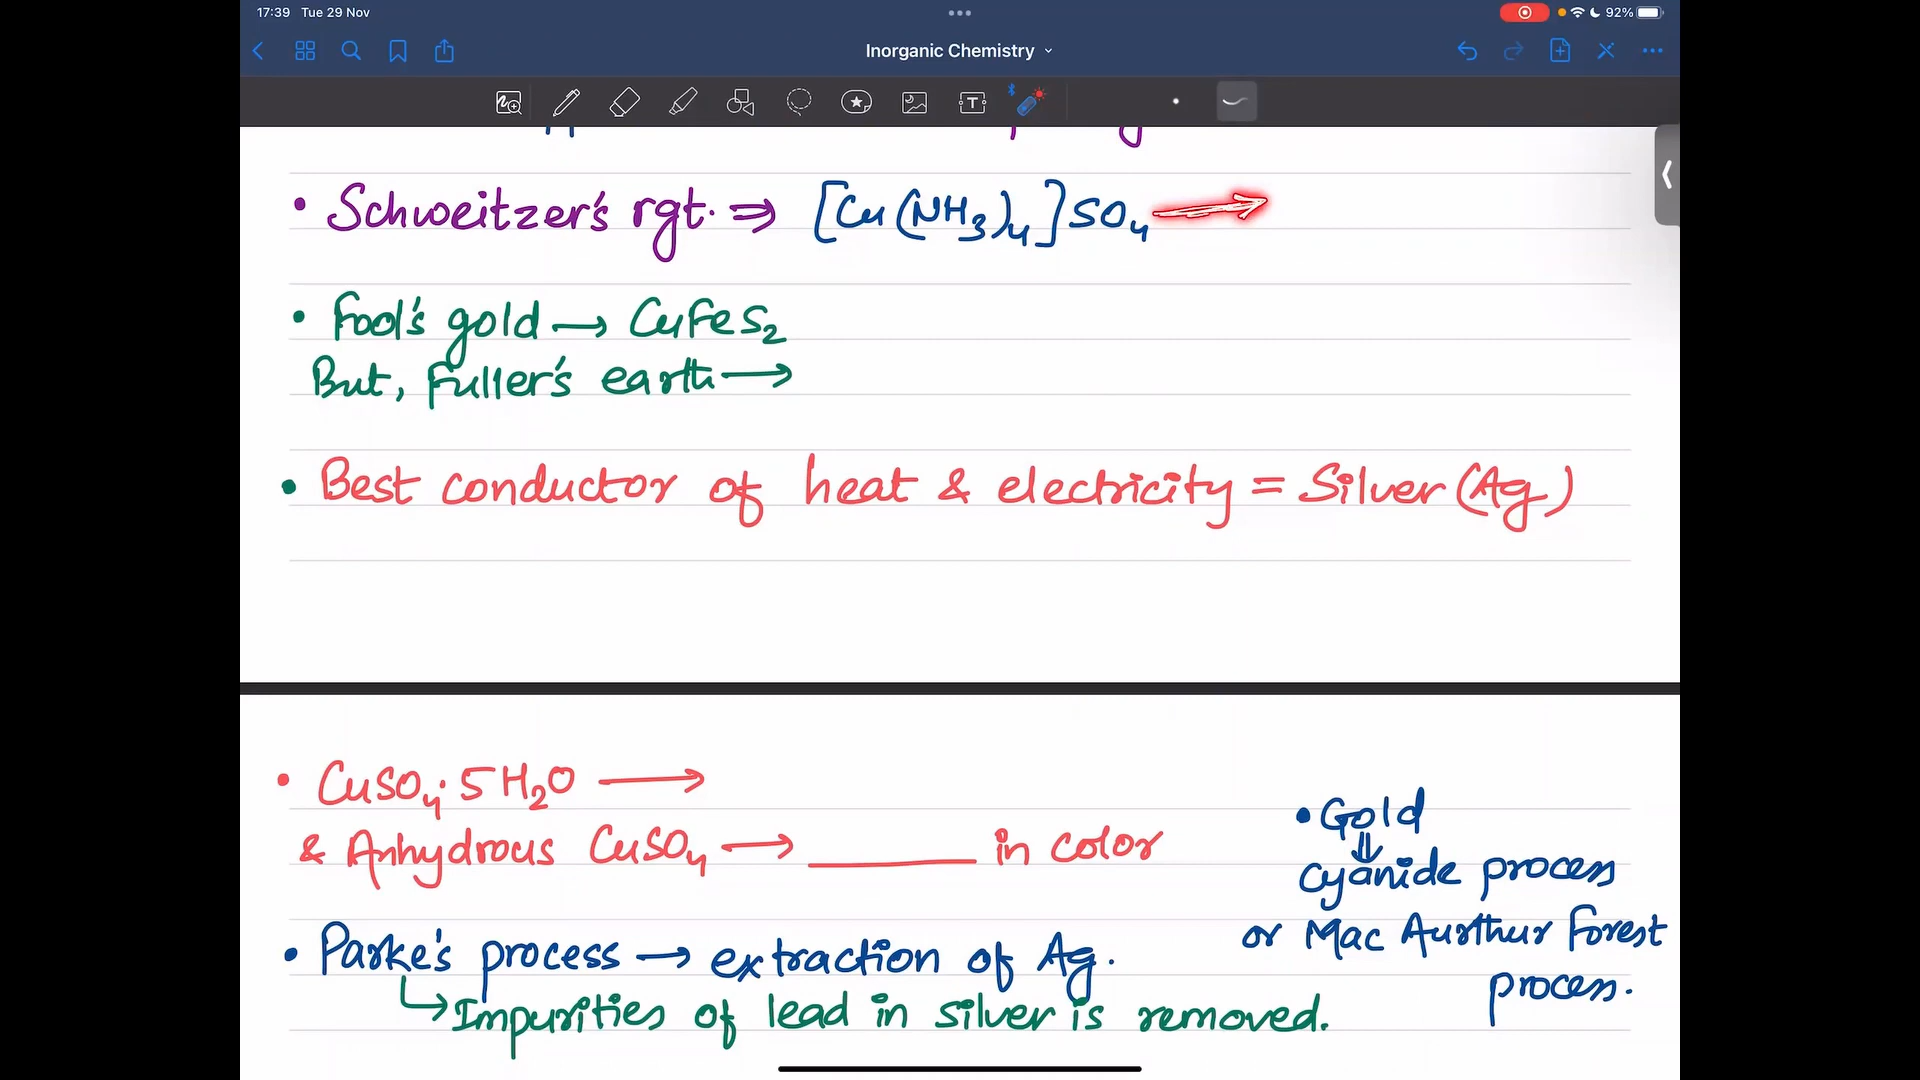 17:39 Tue 29 Nov
92%
Inorganic Chemistry
• Schweitzer's rgt. ⇒ [Cu(NH3)4]SO4
• Fool's gold → CuFeS2
But, Fuller's earth →
• Best conductor of heat & electricity = Silver (Ag)
• CuSO4·5H2O →
& Anhydrous CuSO4 → ______ in color
• Parke's process → extraction of Ag.
↳ Impurities of lead in silver is removed.
• Gold
⇓
Cyanide process
or Mac Aurthur Forest
process.